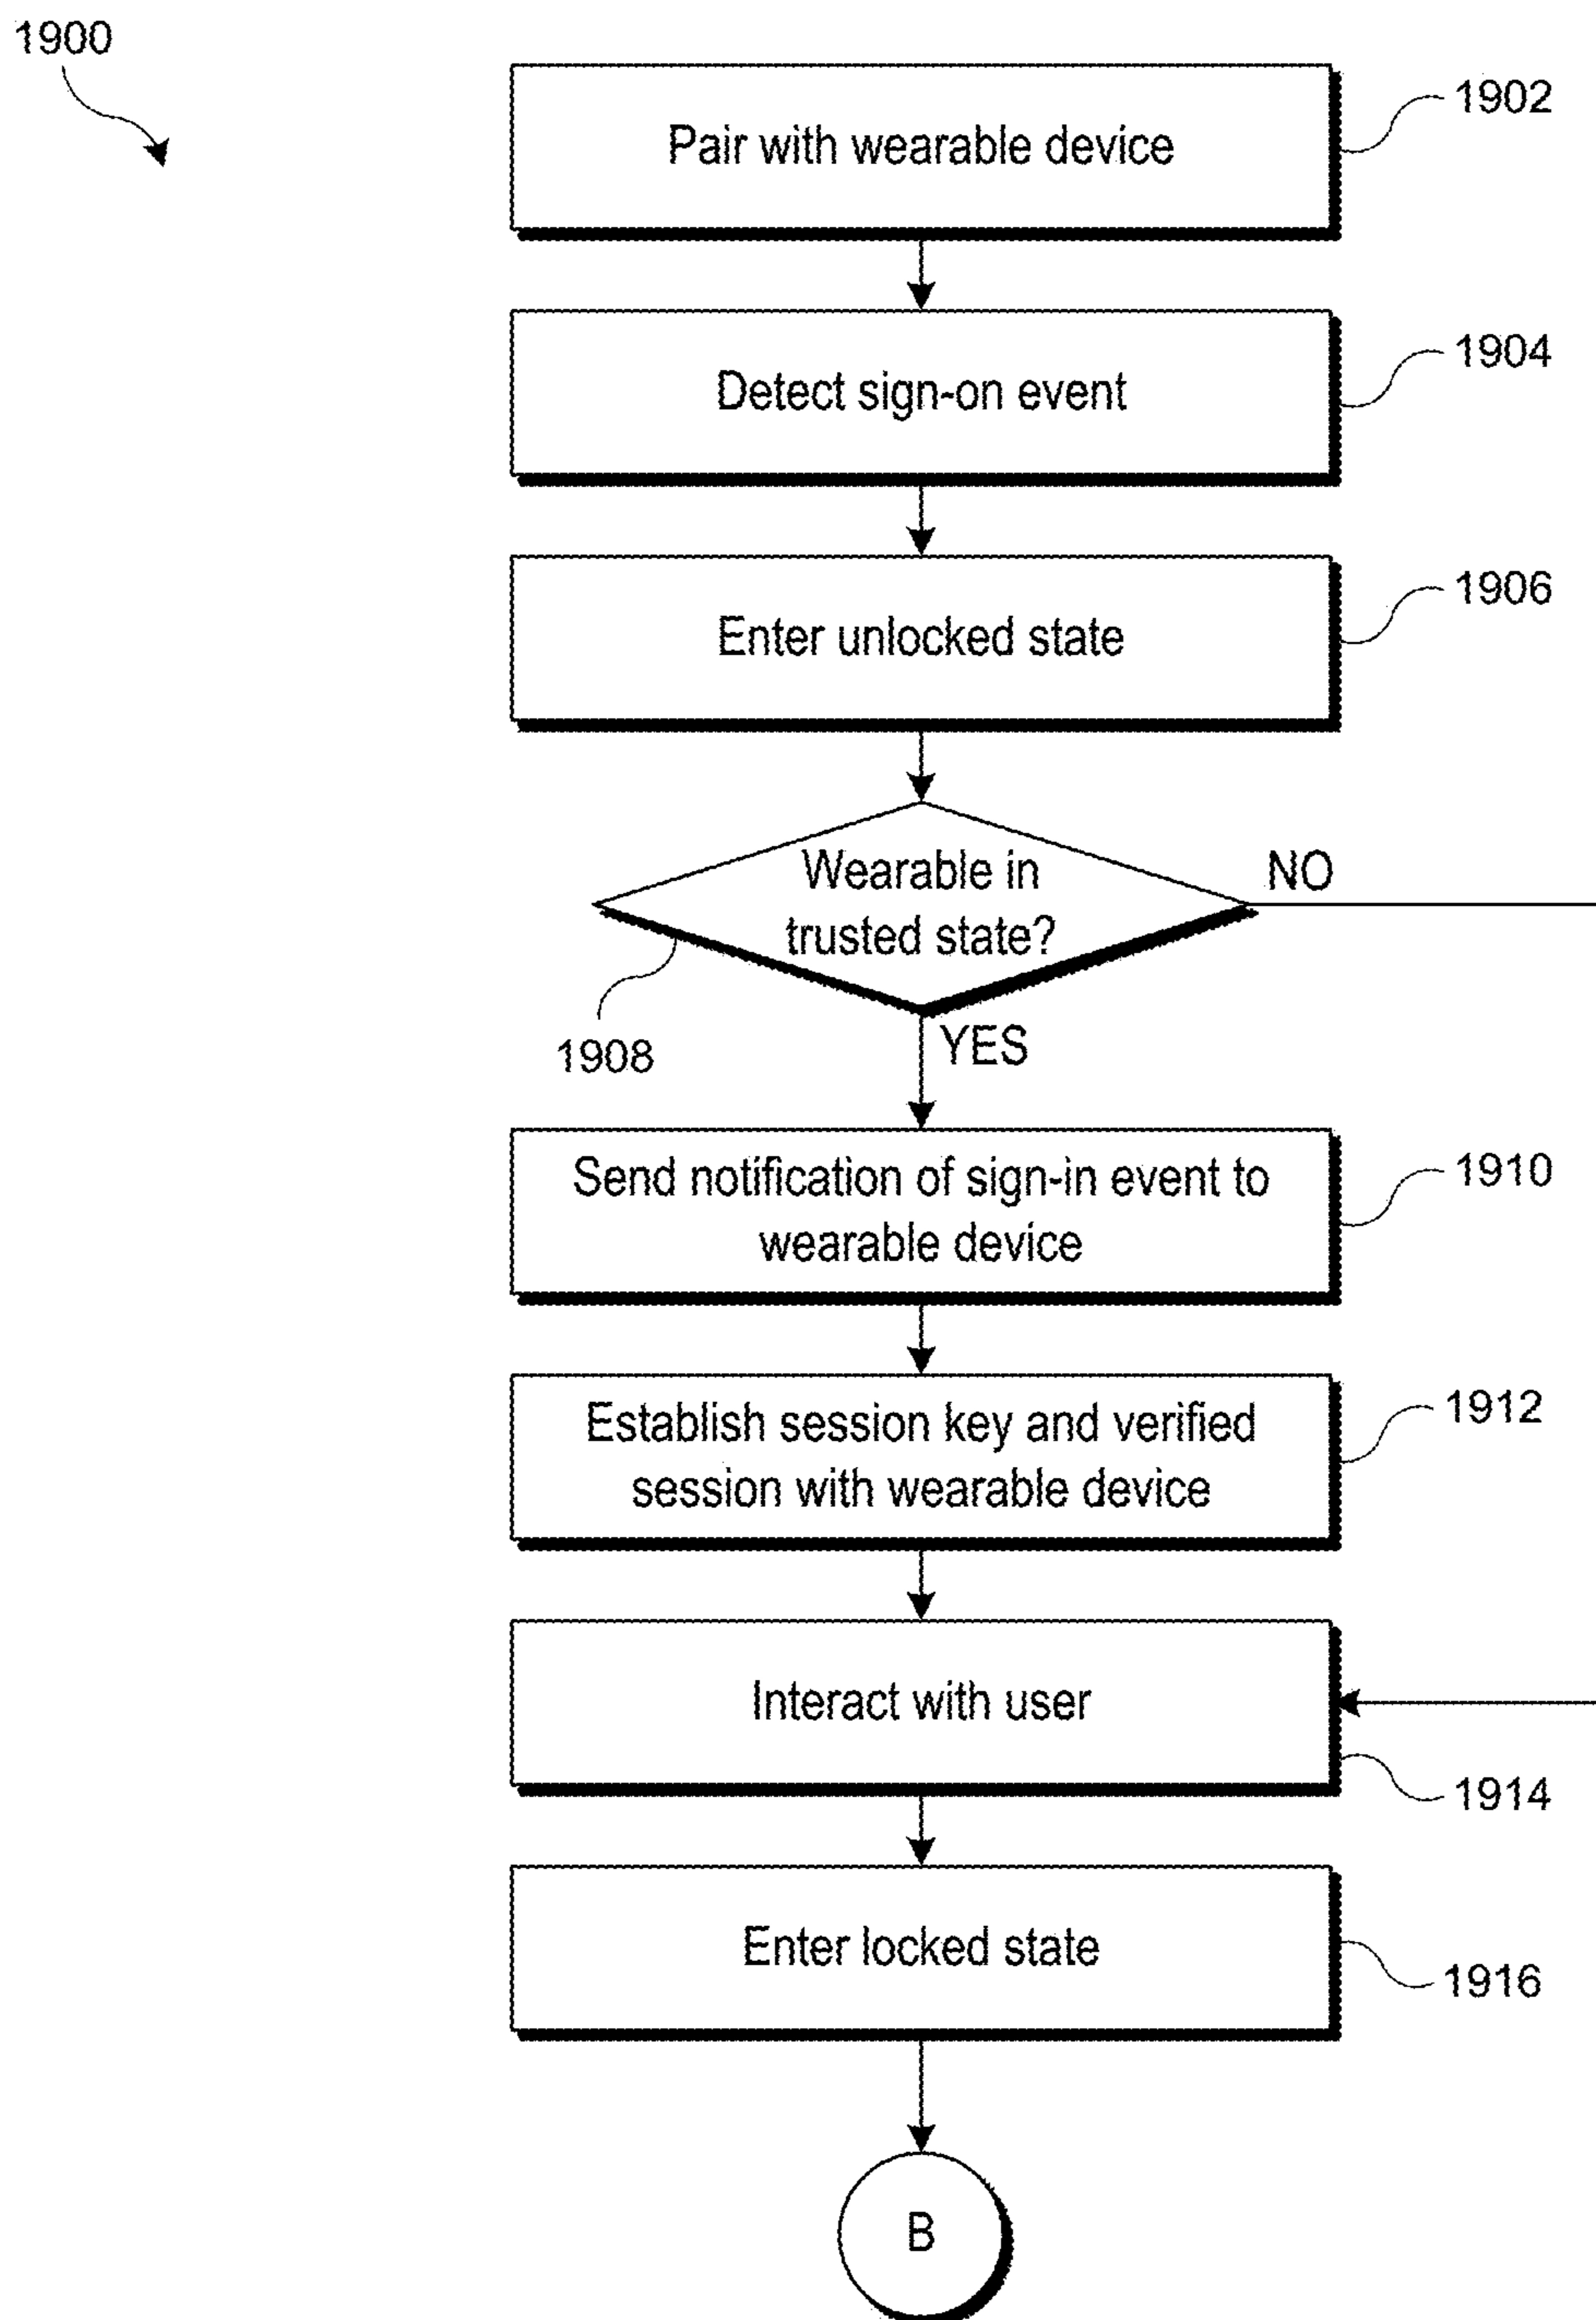 1900
Pair with wearable device
1902
Detect sign-on event
1904
Enter unlocked state
1906
Wearable in
trusted state?
NO
1908
YES
Send notification of sign-in event to
wearable device
1910
Establish session key and verified
session with wearable device
1912
Interact with user
1914
Enter locked state
1916
B